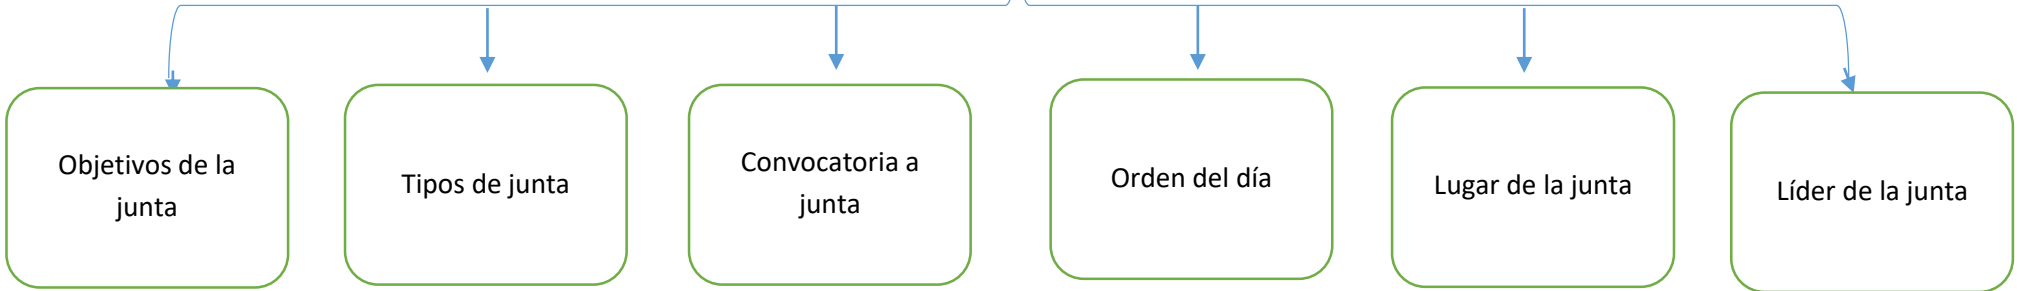 Objetivos de la
junta
Tipos de junta
Convocatoria a
junta
Orden del día
Lugar de la junta
Líder de la junta